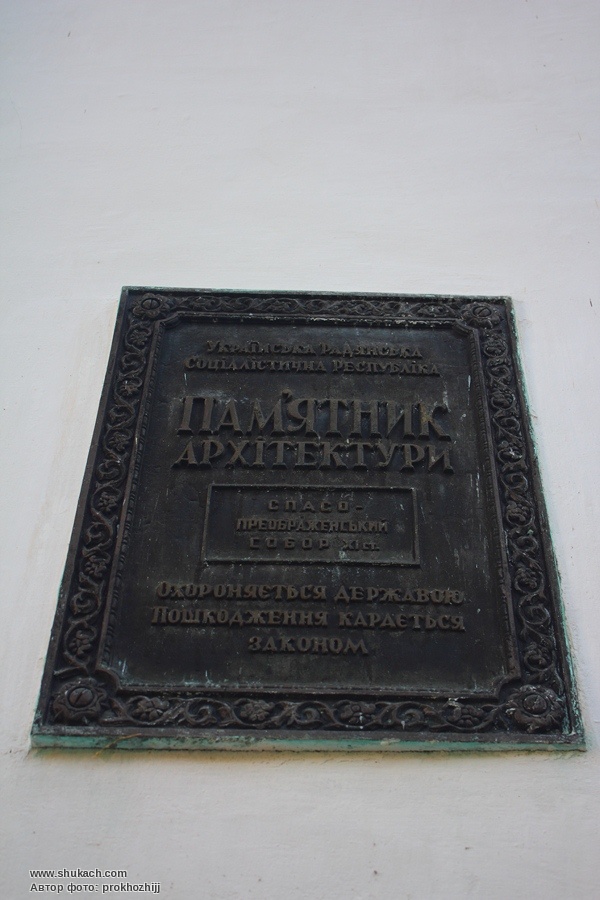 Українська Радянська
Соціалістична Республіка
ПАМ'ЯТНИК
АРХІТЕКТУРИ
СПАСО-
ПРЕОБРАЖЕНСЬКИЙ
СОБОР XI ст.
Охороняється державою
Пошкодження карається
законом
www.shukach.com
Автор фото: prokhozhijj